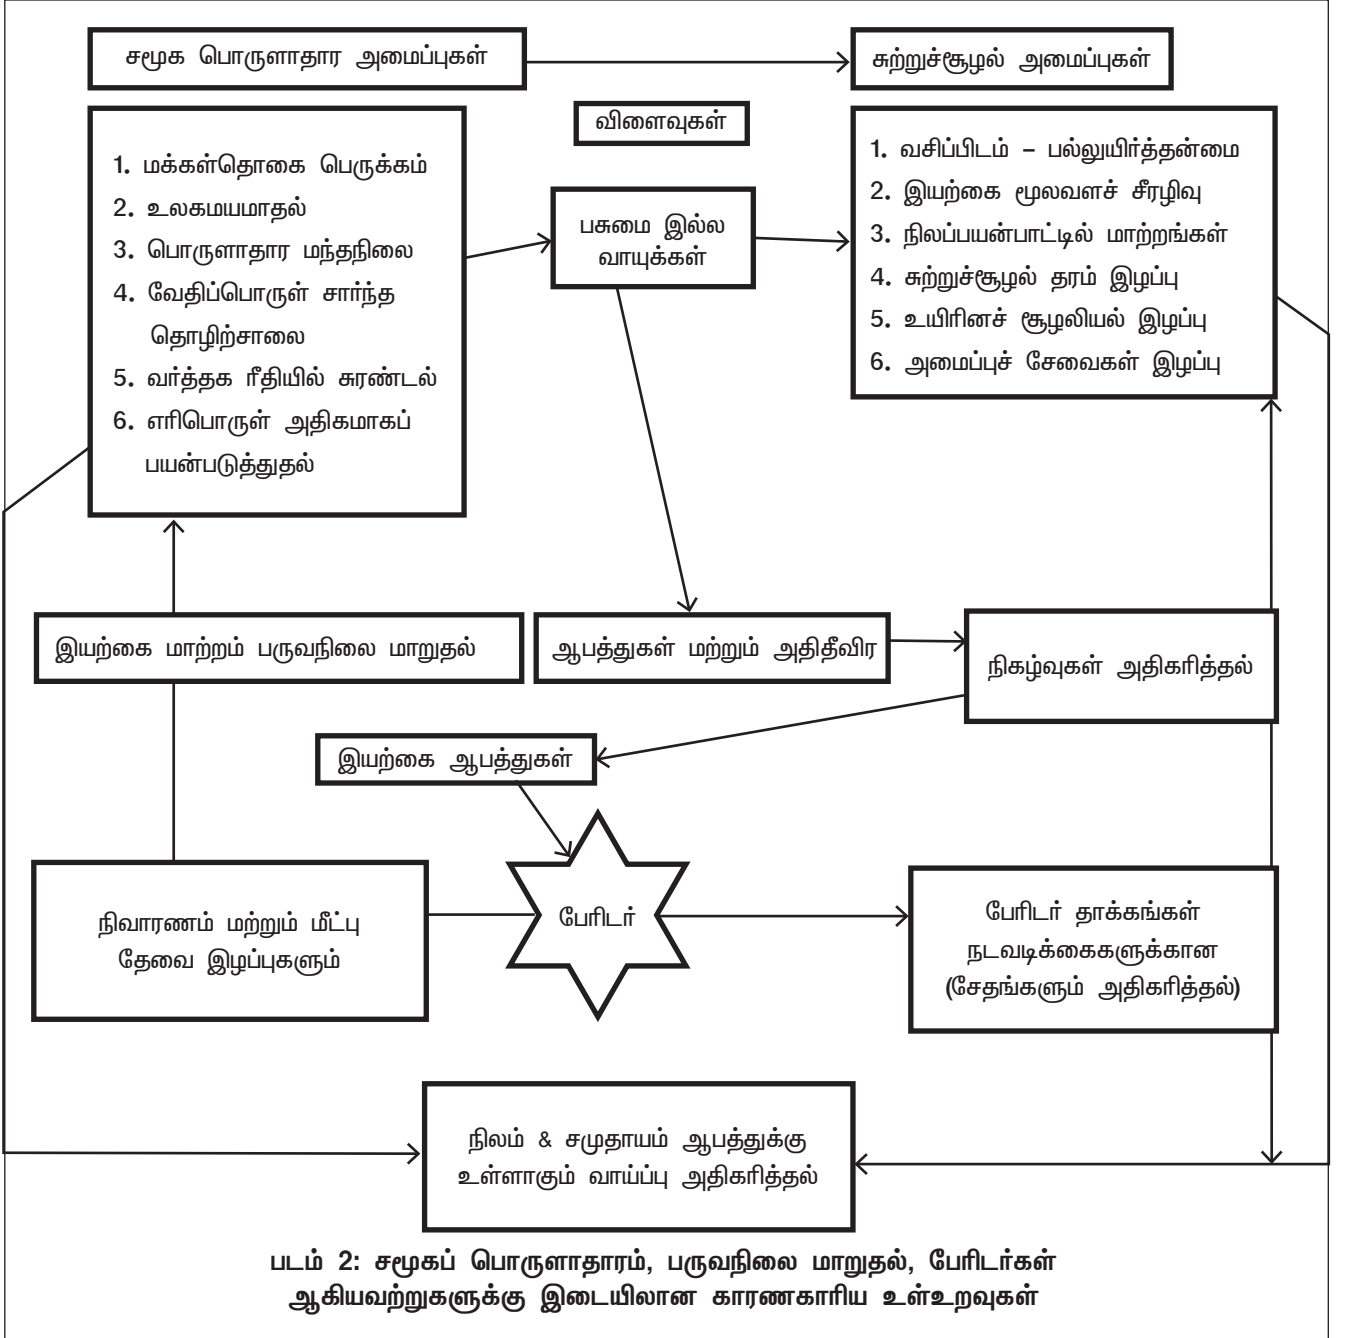 சமூக பொருளாதார அமைப்புகள்
சுற்றுச்சூழல் அமைப்புகள்
விளைவுகள்
1. மக்கள்தொகை பெருக்கம்
2. உலகமயமாதல்
3. பொருளாதார மந்தநிலை
4. வேதிப்பொருள் சார்ந்த
தொழிற்சாலை
5. வர்த்தக ரீதியில் சுரண்டல்
6. எரிபொருள் அதிகமாகப்
பயன்படுத்துதல்
பசுமை இல்ல
வாயுக்கள்
1. வசிப்பிடம் – பல்லுயிர்த்தன்மை
2. இயற்கை மூலவளச் சீரழிவு
3. நிலப்பயன்பாட்டில் மாற்றங்கள்
4. சுற்றுச்சூழல் தரம் இழப்பு
5. உயிரினச் சூழலியல் இழப்பு
6. அமைப்புச் சேவைகள் இழப்பு
இயற்கை மாற்றம் பருவநிலை மாறுதல்
ஆபத்துகள் மற்றும் அதிதீவிர
நிகழ்வுகள் அதிகரித்தல்
இயற்கை ஆபத்துகள்
நிவாரணம் மற்றும் மீட்பு
தேவை இழப்புகளும்
பேரிடர்
பேரிடர் தாக்கங்கள்
நடவடிக்கைகளுக்கான
(சேதங்களும் அதிகரித்தல்)
நிலம் & சமுதாயம் ஆபத்துக்கு
உள்ளாகும் வாய்ப்பு அதிகரித்தல்
படம் 2: சமூகப் பொருளாதாரம், பருவநிலை மாறுதல், பேரிடர்கள்
ஆகியவற்றுகளுக்கு இடையிலான காரணகாரிய உள்உறவுகள்